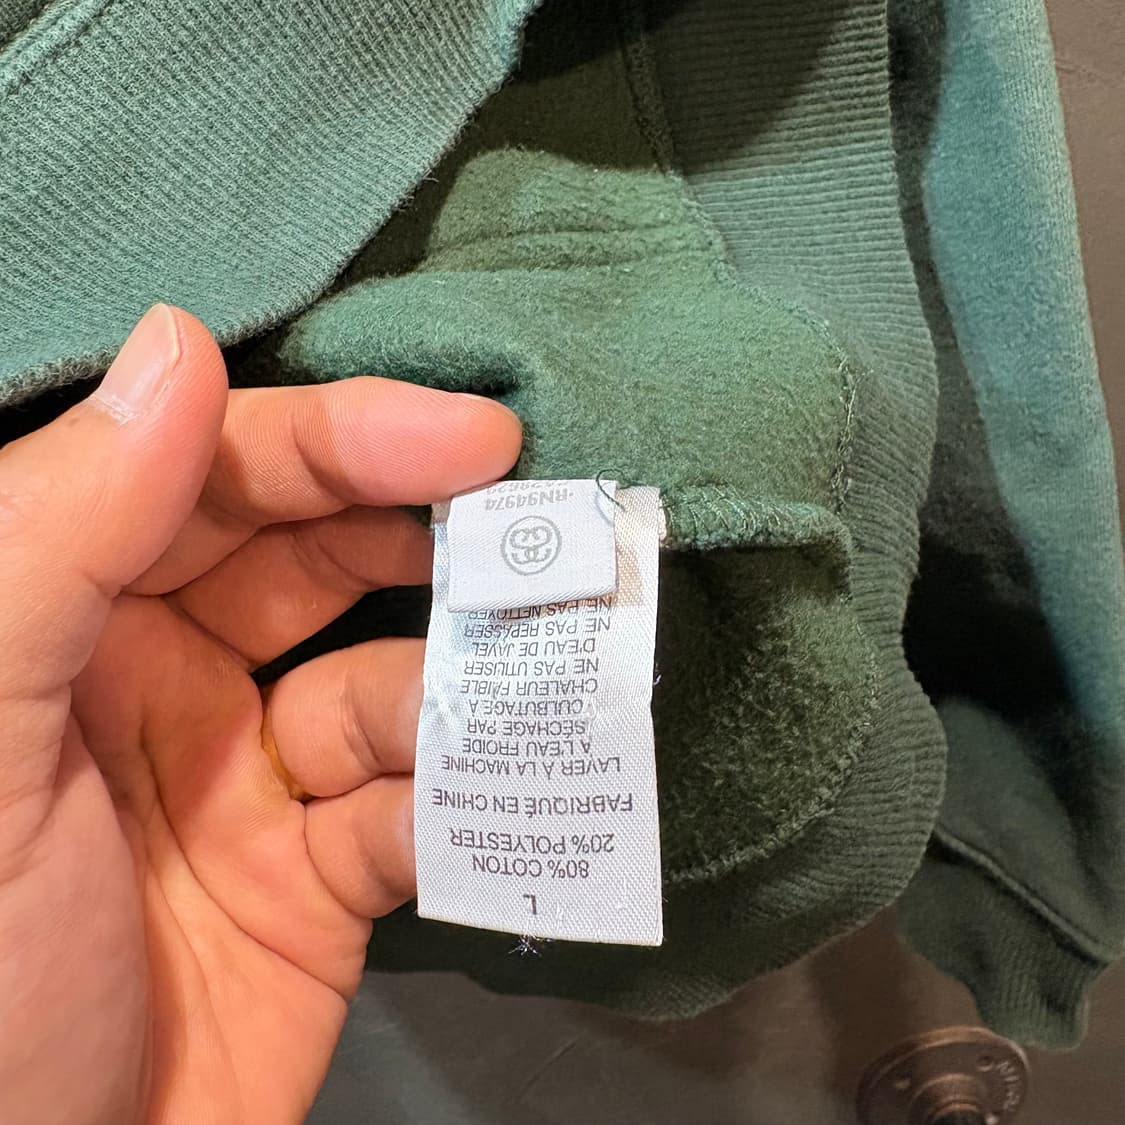 L
80% COTON
20% POLYESTER
FABRIQUÉ EN CHINE
LAVER À LA MACHINE
A L'EAU FROIDE
SÉCHAGE PAR
CULBUTAGE A
CHALEUR FAIBLE
NE PAS UTILISER
D'EAU DE JAVEL
NE PAS REPASSER
NE PAS NETTOYER
RN94974